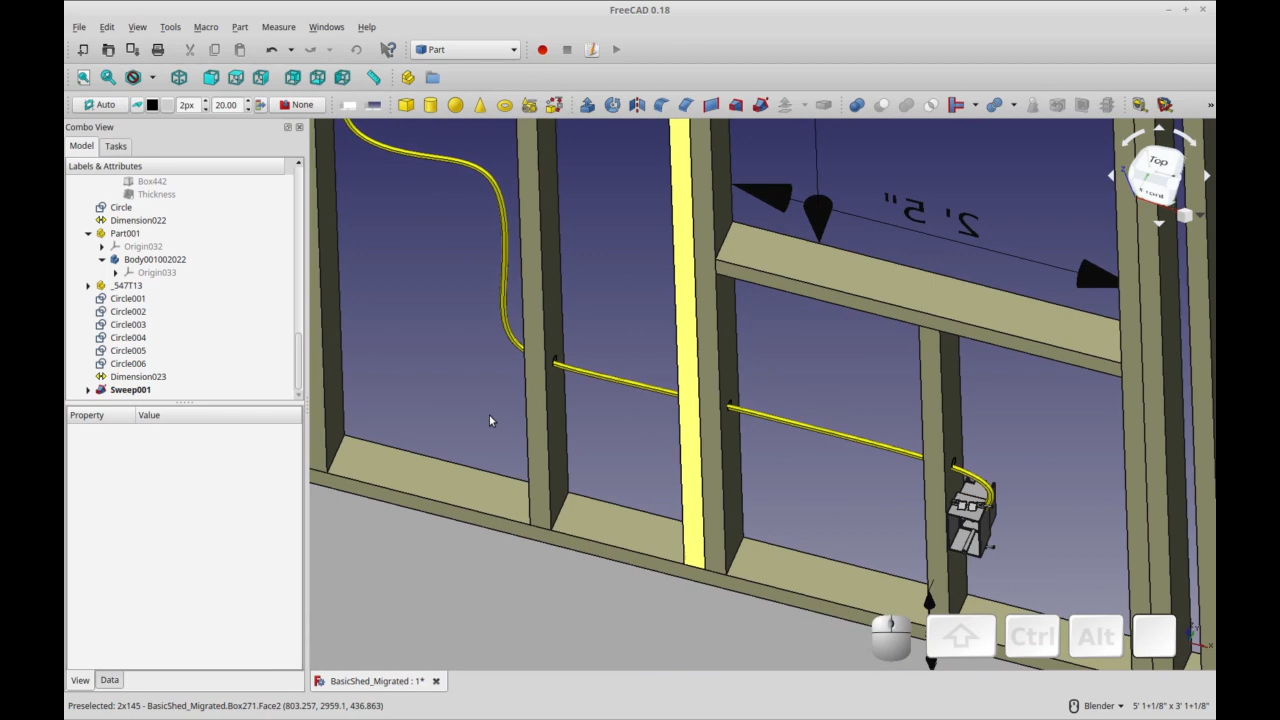 FreeCAD 0.18
File Edit View Tools Macro Part Measure Windows Help
Part
Auto 2px 20.00 None »
Combo View
Model Tasks
Labels & Attributes
Box442
Thickness
Circle
Dimension022
Part001
Origin032
Body001002022
Origin033
_547T13
Circle001
Circle002
Circle003
Circle004
Circle005
Circle006
Dimension023
Sweep001
Property Value
Top
Front
2' 5"
Ctrl Alt
View Data
BasicShed_Migrated : 1*
Preselected: 2x145 - BasicShed_Migrated.Box271.Face2 (803.257, 2959.1, 436.863)
Blender 5' 1+1/8" x 3' 1+1/8"